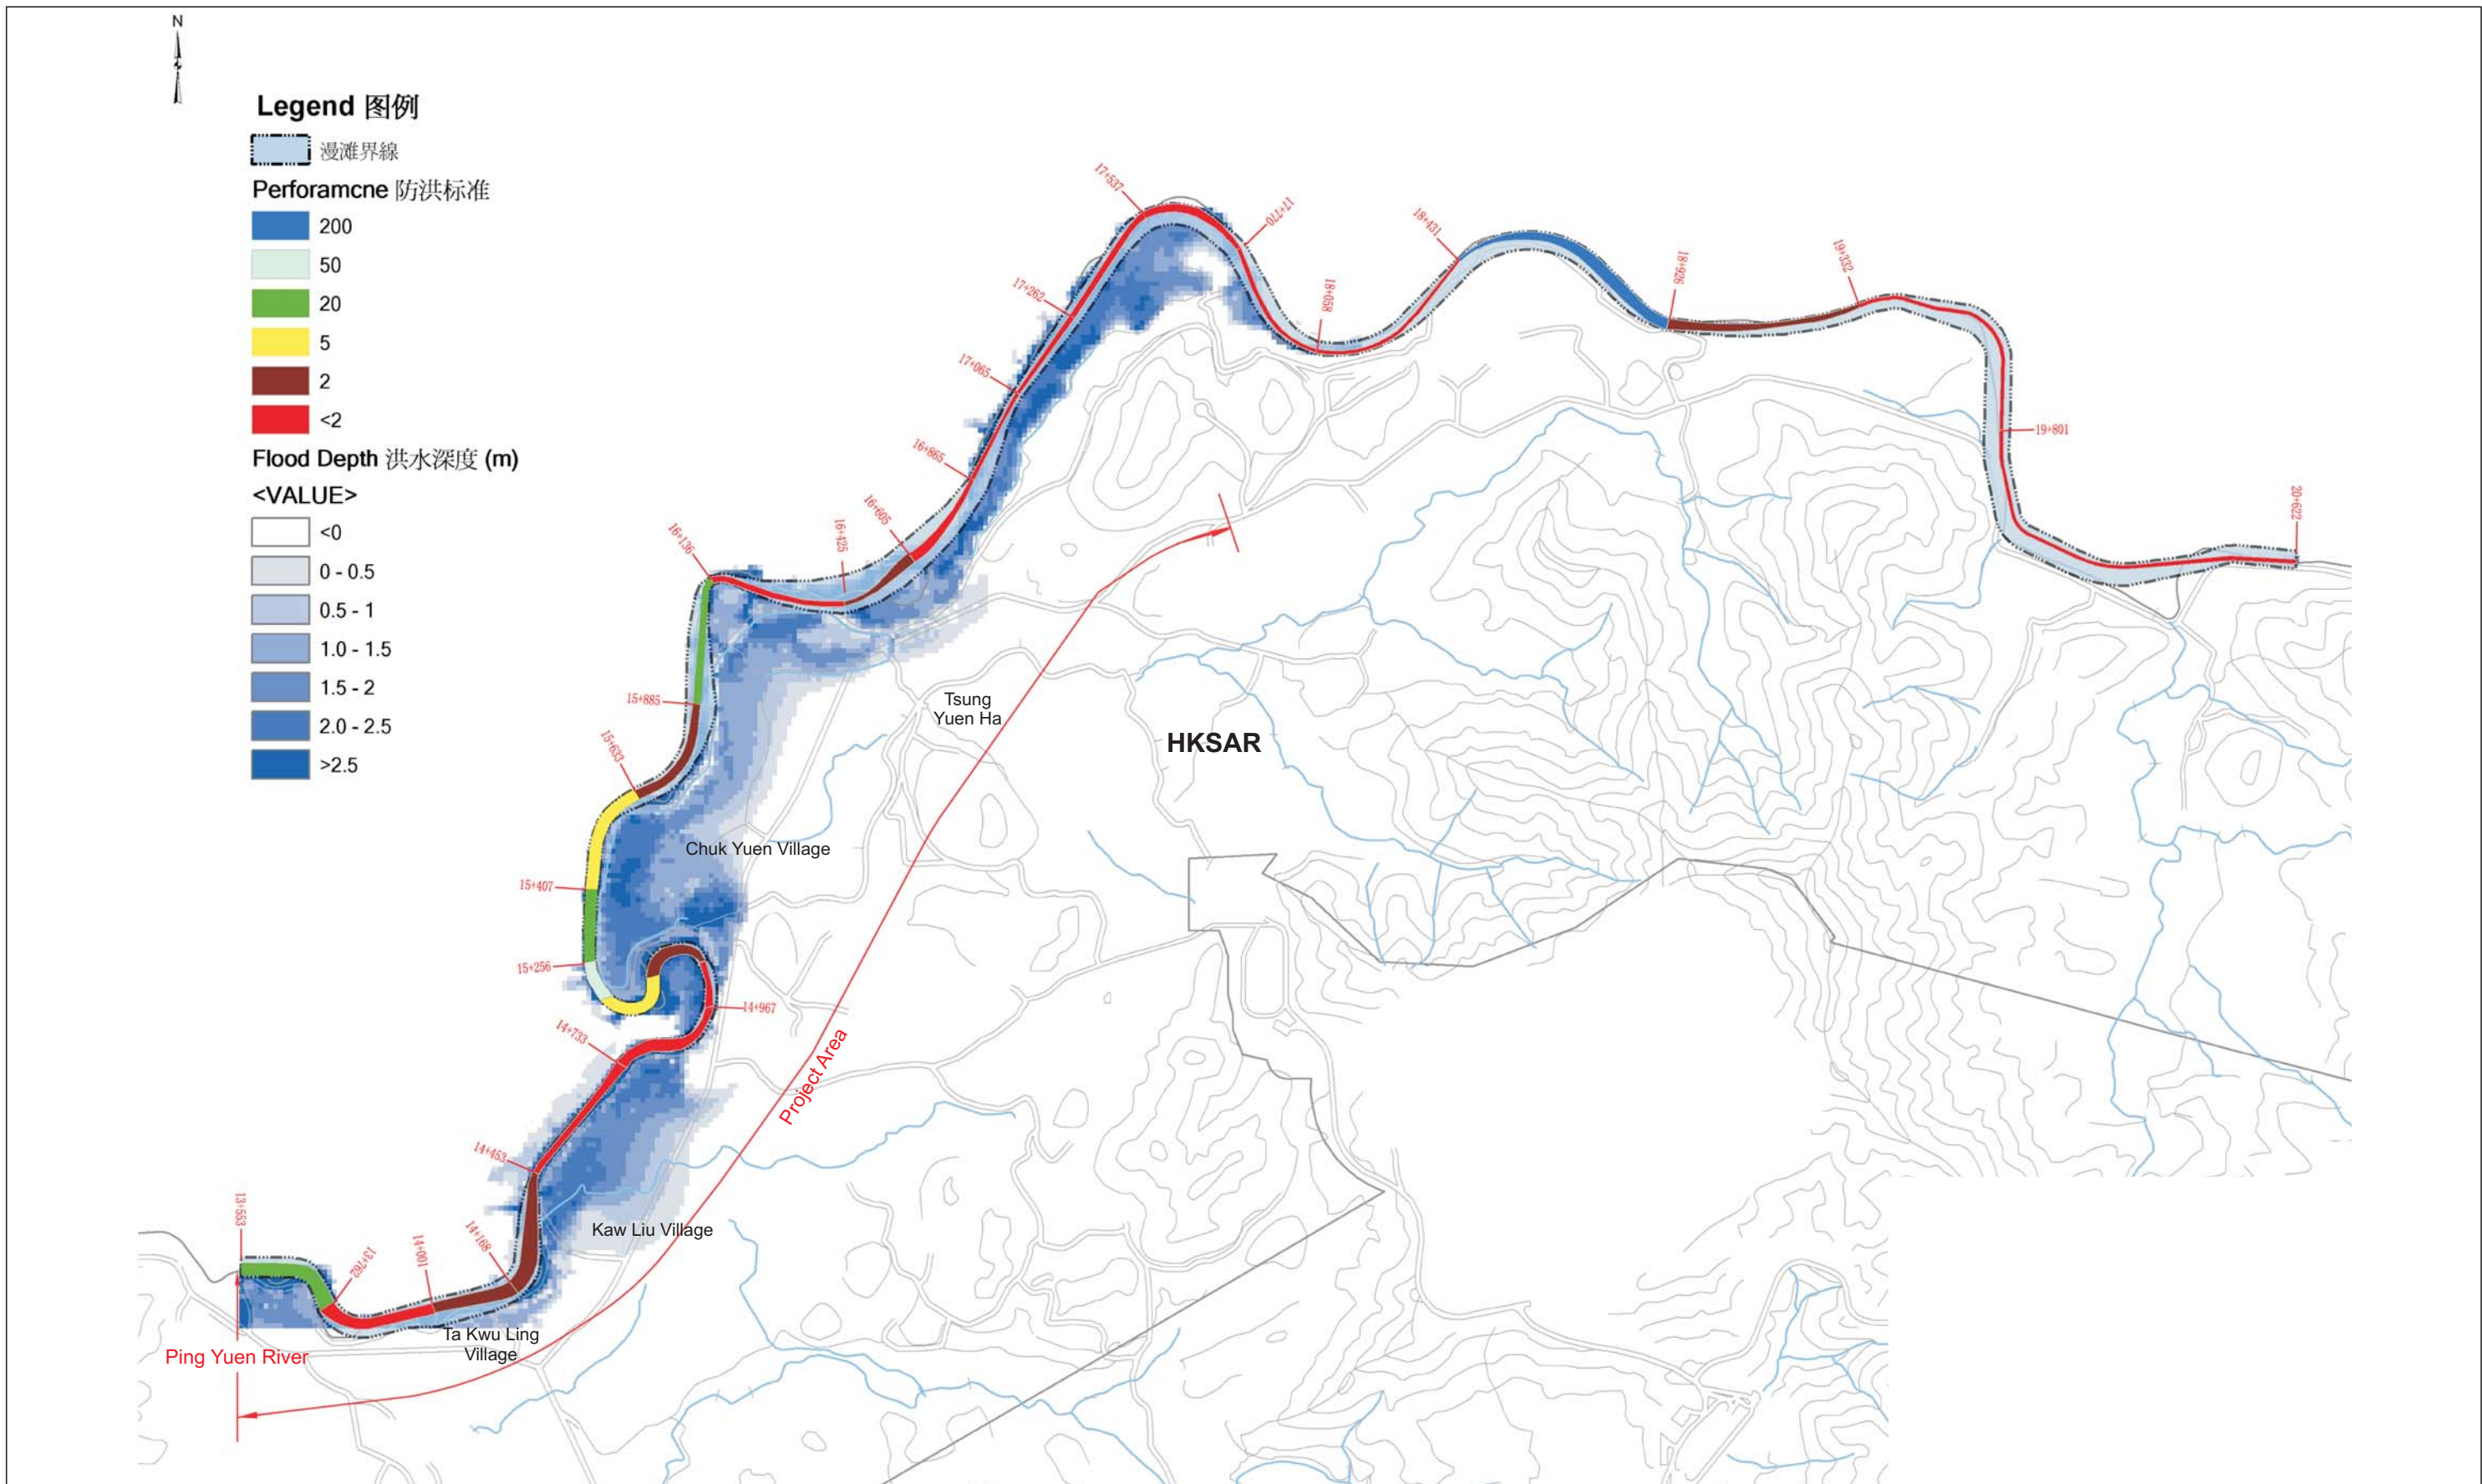 N
Legend 图例
漫滩界線
Perforamcne 防洪标准
200
50
20
5
2
<2
Flood Depth 洪水深度 (m)
<VALUE>
<0
0 - 0.5
0.5 - 1
1.0 - 1.5
1.5 - 2
2.0 - 2.5
>2.5
17+537
17+770
18+431
18+058
18+926
19+332
19+801
20+622
17+262
17+065
16+865
16+605
16+425
16+136
15+885
15+633
15+407
15+256
14+967
14+733
14+453
14+168
14+001
13+762
13+553
Tsung
Yuen Ha
HKSAR
Chuk Yuen Village
Project Area
Kaw Liu Village
Ta Kwu Ling
Village
Ping Yuen River